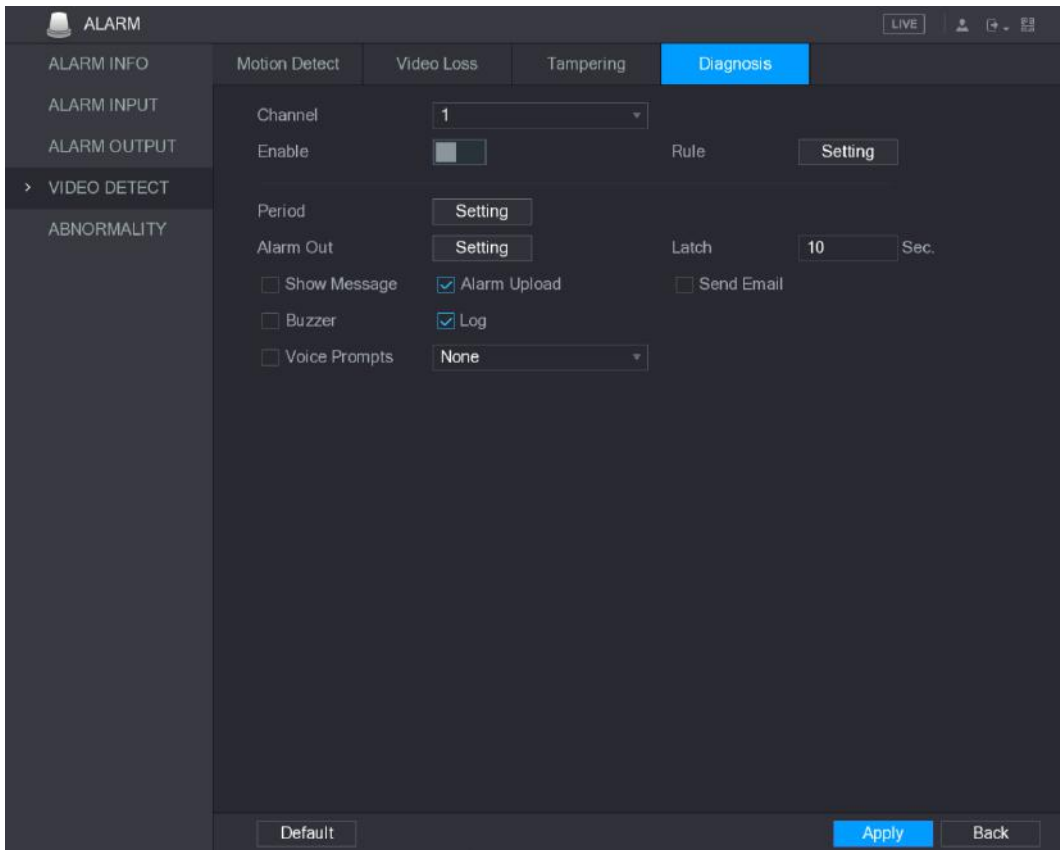 ALARM
LIVE
ALARM INFO
ALARM INPUT
ALARM OUTPUT
> VIDEO DETECT
ABNORMALITY
Motion Detect Video Loss Tampering Diagnosis
Channel 1
Enable Rule Setting
Period Setting
Alarm Out Setting Latch 10 Sec.
Show Message Alarm Upload Send Email
Buzzer Log
Voice Prompts None
Default Apply Back